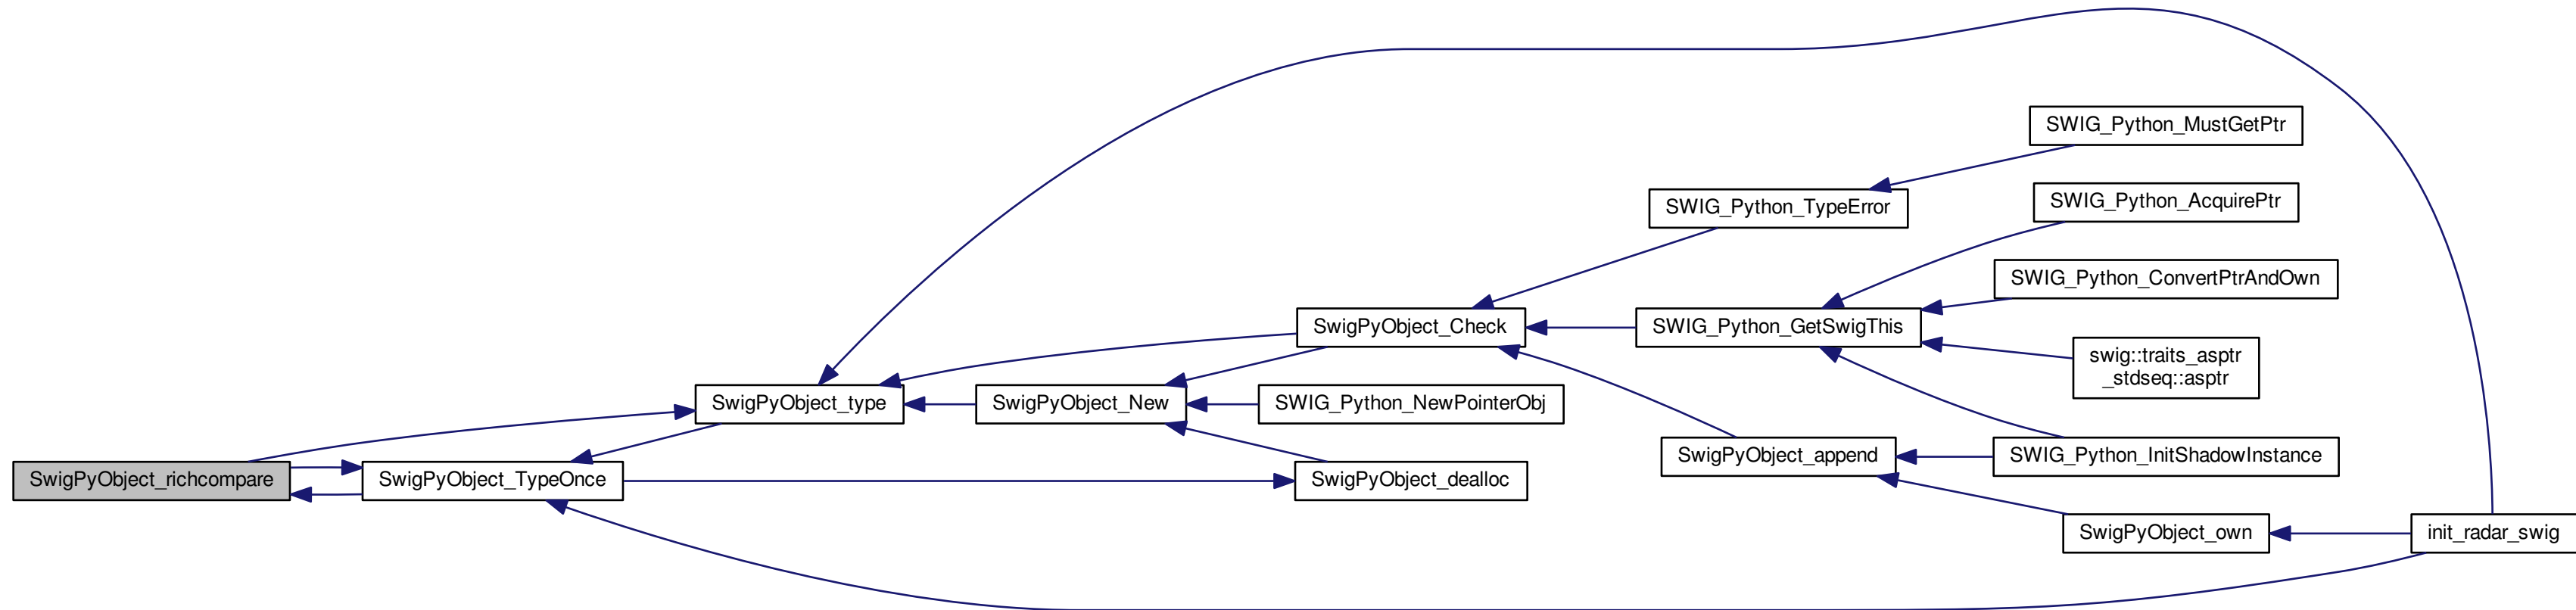 SWIG_Python_MustGetPtr
SWIG_Python_TypeError
SWIG_Python_AcquirePtr
SWIG_Python_ConvertPtrAndOwn
SwigPyObject_Check
SWIG_Python_GetSwigThis
swig::traits_asptr
_stdseq::asptr
SwigPyObject_type
SwigPyObject_New
SWIG_Python_NewPointerObj
SwigPyObject_append
SWIG_Python_InitShadowInstance
SwigPyObject_richcompare
SwigPyObject_TypeOnce
SwigPyObject_dealloc
SwigPyObject_own
init_radar_swig